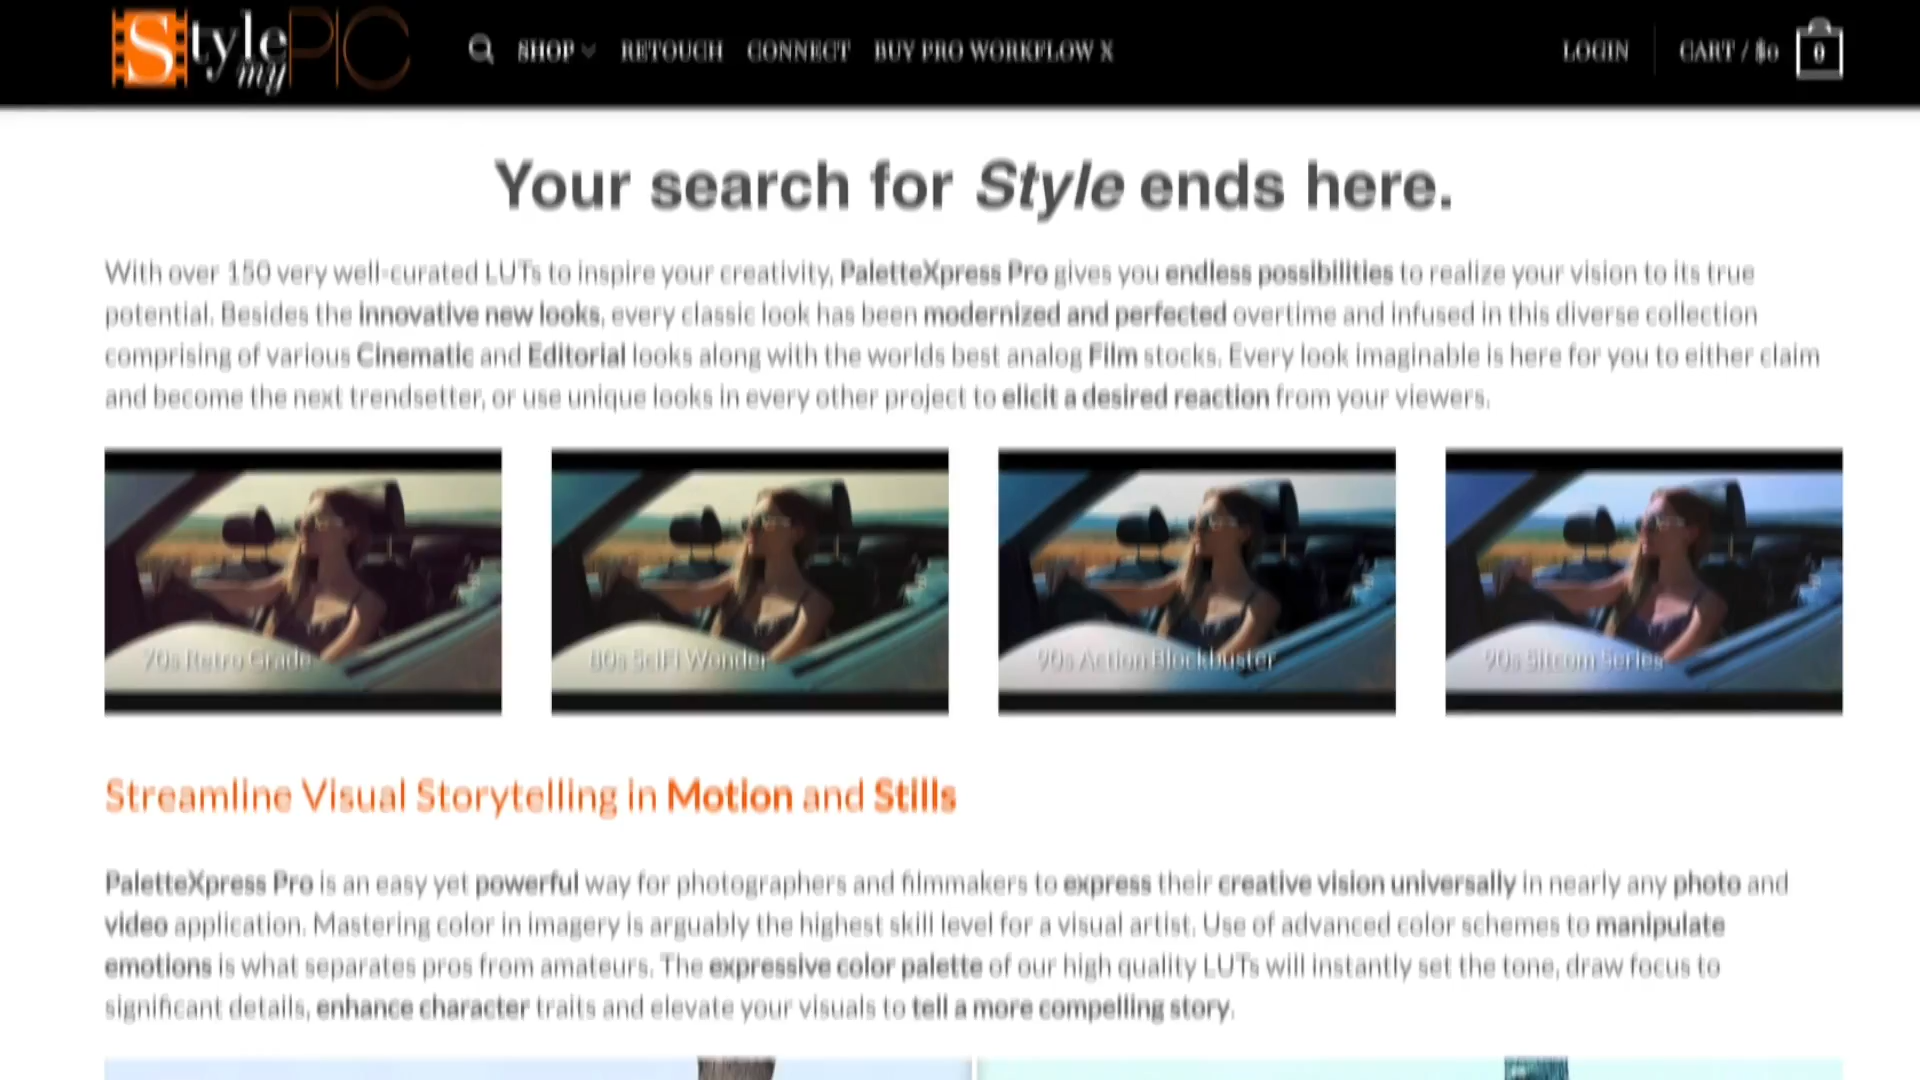 Style my PIC
SHOP RETOUCH CONNECT BUY PRO WORKFLOW X LOGIN CART / $0 0
Your search for Style ends here.
With over 150 very well-curated LUTs to inspire your creativity, PaletteXpress Pro gives you endless possibilities to realize your vision to its true
potential. Besides the innovative new looks, every classic look has been modernized and perfected overtime and infused in this diverse collection
comprising of various Cinematic and Editorial looks along with the worlds best analog Film stocks. Every look imaginable is here for you to either claim
and become the next trendsetter, or use unique looks in every other project to elicit a desired reaction from your viewers.
70s Retro Grade
80s SciFi Wonder
90s Action Blockbuster
90s Sitcom Series
Streamline Visual Storytelling in Motion and Stills
PaletteXpress Pro is an easy yet powerful way for photographers and filmmakers to express their creative vision universally in nearly any photo and
video application. Mastering color in imagery is arguably the highest skill level for a visual artist. Use of advanced color schemes to manipulate
emotions is what separates pros from amateurs. The expressive color palette of our high quality LUTs will instantly set the tone, draw focus to
significant details, enhance character traits and elevate your visuals to tell a more compelling story.